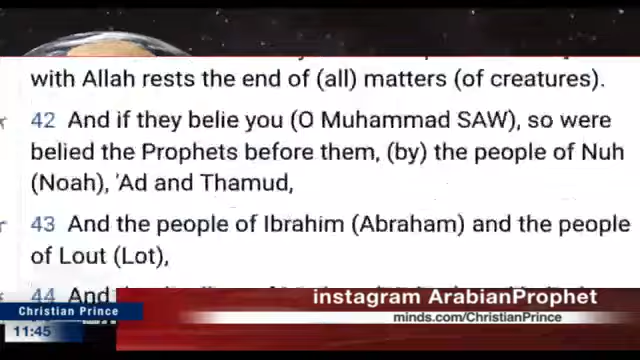 with Allah rests the end of (all) matters (of creatures).
42 And if they belie you (O Muhammad SAW), so were
belied the Prophets before them, (by) the people of Nuh
(Noah), 'Ad and Thamud,
43 And the people of Ibrahim (Abraham) and the people
of Lout (Lot),
44 And
instagram ArabianProphet
Christian Prince
minds.com/ChristianPrince
11:45